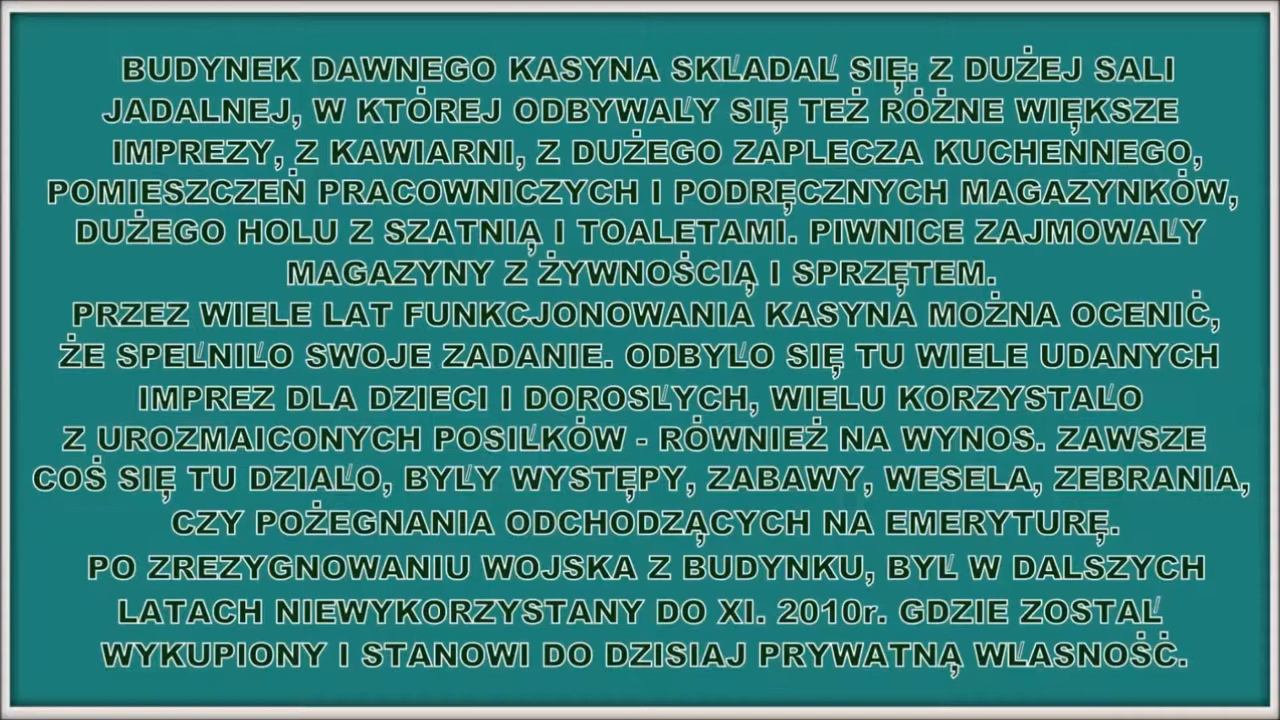 BUDYNEK DAWNEGO KASYNA SKŁADAŁ SIĘ: Z DUŻEJ SALI
JADALNEJ, W KTÓREJ ODBYWAŁY SIĘ TEŻ RÓŻNE WIĘKSZE
IMPREZY, Z KAWIARNI, Z DUŻEGO ZAPLECZA KUCHENNEGO,
POMIESZCZEŃ PRACOWNICZYCH I PODRĘCZNYCH MAGAZYNKÓW,
DUŻEGO HOLU Z SZATNIĄ I TOALETAMI. PIWNICE ZAJMOWAŁY
MAGAZYNY Z ŻYWNOŚCIĄ I SPRZĘTEM.
PRZEZ WIELE LAT FUNKCJONOWANIA KASYNA MOŻNA OCENIĆ,
ŻE SPEŁNIŁO SWOJE ZADANIE. ODBYŁO SIĘ TU WIELE UDANYCH
IMPREZ DLA DZIECI I DOROSŁYCH, WIELU KORZYSTAŁO
Z UROZMAICONYCH POSIŁKÓW - RÓWNIEŻ NA WYNOS. ZAWSZE
COŚ SIĘ TU DZIAŁO, BYŁY WYSTĘPY, ZABAWY, WESELA, ZEBRANIA,
CZY POŻEGNANIA ODCHODZĄCYCH NA EMERYTURĘ.
PO ZREZYGNOWANIU WOJSKA Z BUDYNKU, BYŁ W DALSZYCH
LATACH NIEWYKORZYSTANY DO XI. 2010r. GDZIE ZOSTAŁ
WYKUPIONY I STANOWI DO DZISIAJ PRYWATNĄ WŁASNOŚĆ.